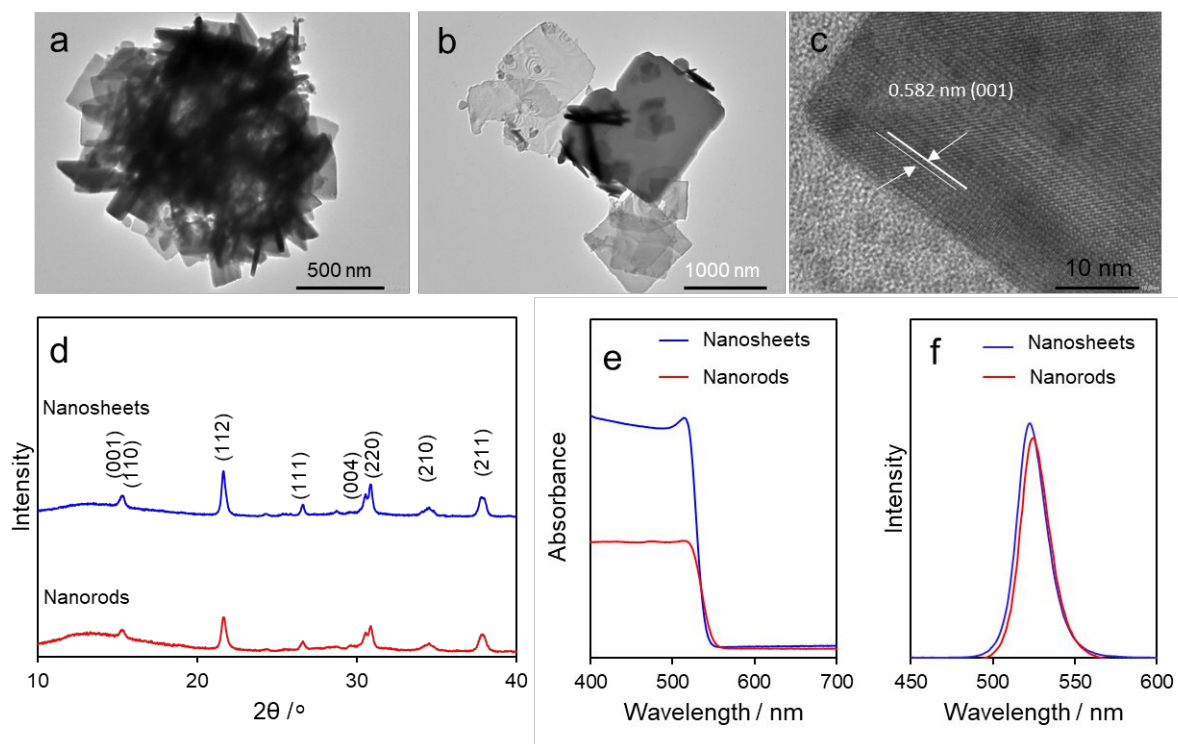 a
500 nm
b
1000 nm
c
0.582 nm (001)
10 nm
d
Nanosheets
(001)
(110)
(112)
(111)
(004)
(220)
(210)
(211)
Nanorods
Intensity
10 20 30 40
2θ /°
e
Nanosheets
Nanorods
Absorbance
400 500 600 700
Wavelength / nm
f
Nanosheets
Nanorods
Intensity
450 500 550 600
Wavelength / nm